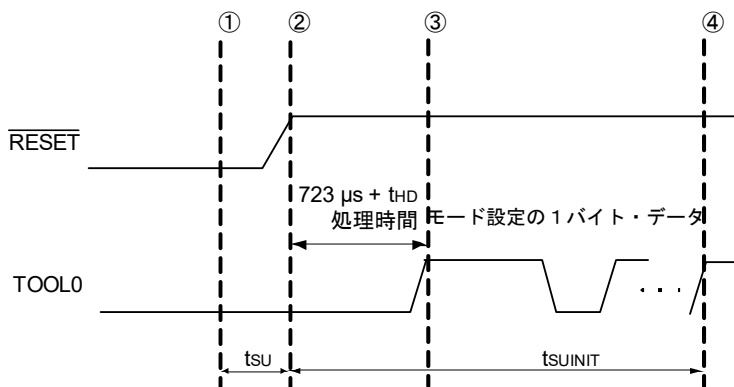 ① ② ③ ④
RESET
723 µs + tHD
処理時間
モード設定の１バイト・データ
TOOL0
・・・
tSU
tSUINIT